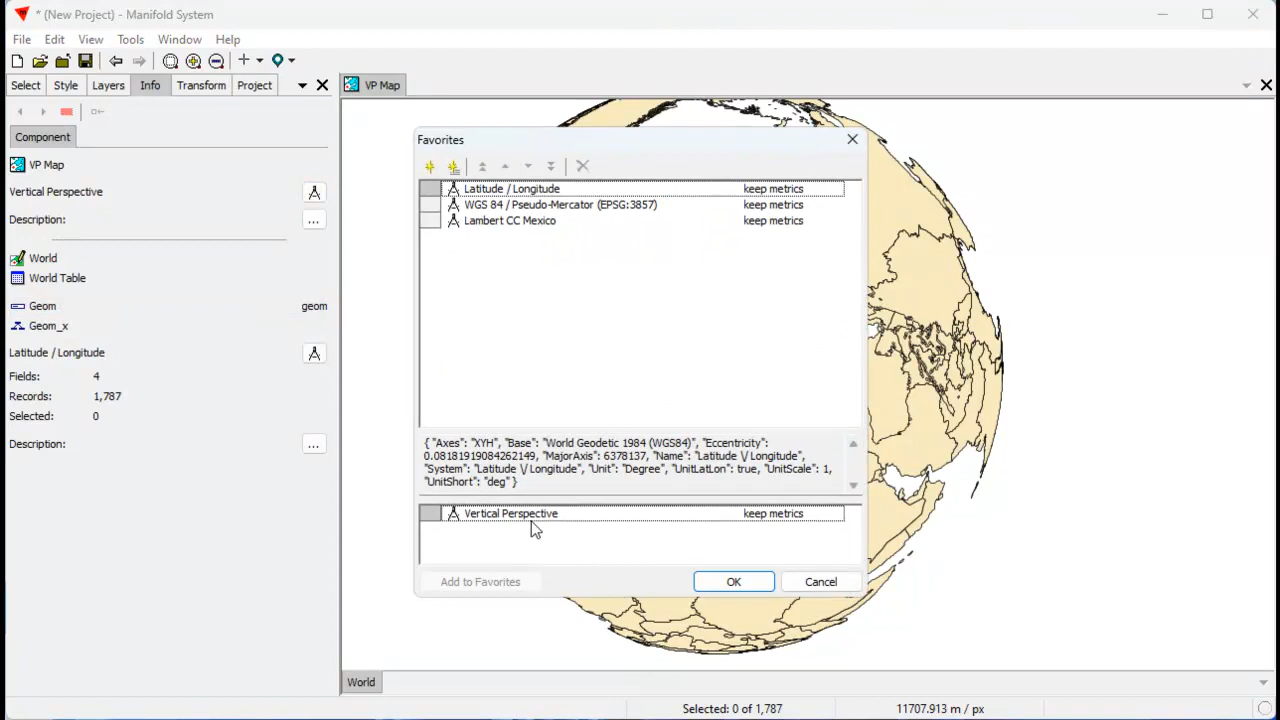 * (New Project) - Manifold System
File Edit View Tools Window Help
Select Style Layers Info Transform Project
VP Map
Component
VP Map
Vertical Perspective
Description: ...
World
World Table
Geom geom
Geom_x
Latitude / Longitude
Fields: 4
Records: 1,787
Selected: 0
Description: ...
Favorites
Latitude / Longitude keep metrics
WGS 84 / Pseudo-Mercator (EPSG:3857) keep metrics
Lambert CC Mexico keep metrics
{ "Axes": "XYH", "Base": "World Geodetic 1984 (WGS84)", "Eccentricity":
0.08181919084262149, "MajorAxis": 6378137, "Name": "Latitude \/ Longitude",
"System": "Latitude \/ Longitude", "Unit": "Degree", "UnitLatLon": true, "UnitScale": 1,
"UnitShort": "deg" }
Vertical Perspective keep metrics
Add to Favorites OK Cancel
World
Selected: 0 of 1,787 11707.913 m / px